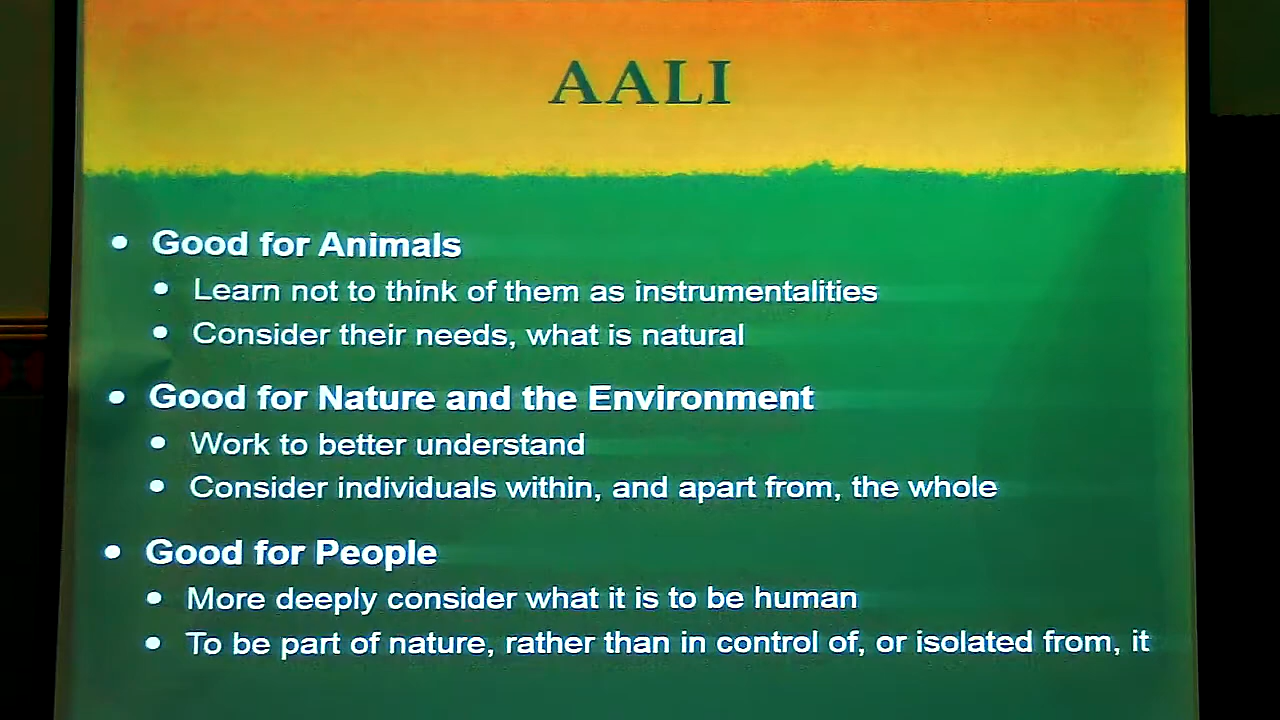 AALI
• Good for Animals
• Learn not to think of them as instrumentalities
• Consider their needs, what is natural
• Good for Nature and the Environment
• Work to better understand
• Consider individuals within, and apart from, the whole
• Good for People
• More deeply consider what it is to be human
• To be part of nature, rather than in control of, or isolated from, it